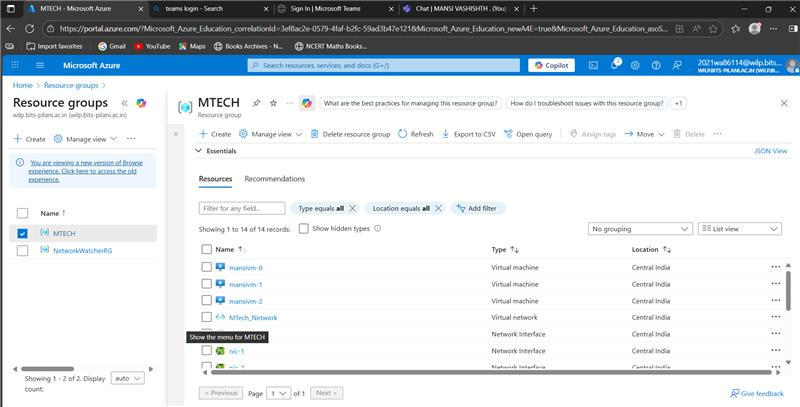 MTECH - Microsoft Azure
teams login - Search
Sign In | Microsoft Teams
Chat | MANSI VASHISHTH . (You) |
https://portal.azure.com/?Microsoft_Azure_Education_correlationId=3ef8ac2e-0579-4faf-b2fc-59ad3b47e121&Microsoft_Azure_Education_newA4E=true&Microsoft_Azure_Education_asoS...
Import favorites
Gmail
YouTube
Maps
Books Archive - N...
NCERT Maths Books...
Microsoft Azure
Search resources, services, and docs (G+/)
Copilot
2
2021wa86114@wilp.bits...
WILP.BITS-PILANI.AC.IN (WILP.BI...
Home > Resource groups >
Resource groups
wilp.bits-pilani.ac.in (wilp.bits-pilani.ac.in)
+ Create
Manage view
...
You are viewing a new version of Browse experience. Click here to access the old experience.
Name ↑
MTECH
NetworkWatcherRG
Showing 1 - 2 of 2. Display count:
auto
MTECH
Resource group
What are the best practices for managing this resource group?
How do I troubleshoot issues with this resource group?
+1
+ Create
Manage view
Delete resource group
Refresh
Export to CSV
Open query
Assign tags
Move
Delete
...
Essentials
JSON View
Resources
Recommendations
Filter for any field...
Type equals all
Location equals all
Add filter
Showing 1 to 14 of 14 records.
Show hidden types
No grouping
List view
Name ↑
Type ↑↓
Location ↑↓
mansivm-0 Virtual machine Central India ...
mansivm-1 Virtual machine Central India ...
mansivm-2 Virtual machine Central India ...
MTech_Network Virtual network Central India ...
Show the menu for MTECH
Network Interface Central India ...
nic-1 Network Interface Central India ...
Network Interface Central India
< Previous
Page
1
of 1
Next >
Give feedback